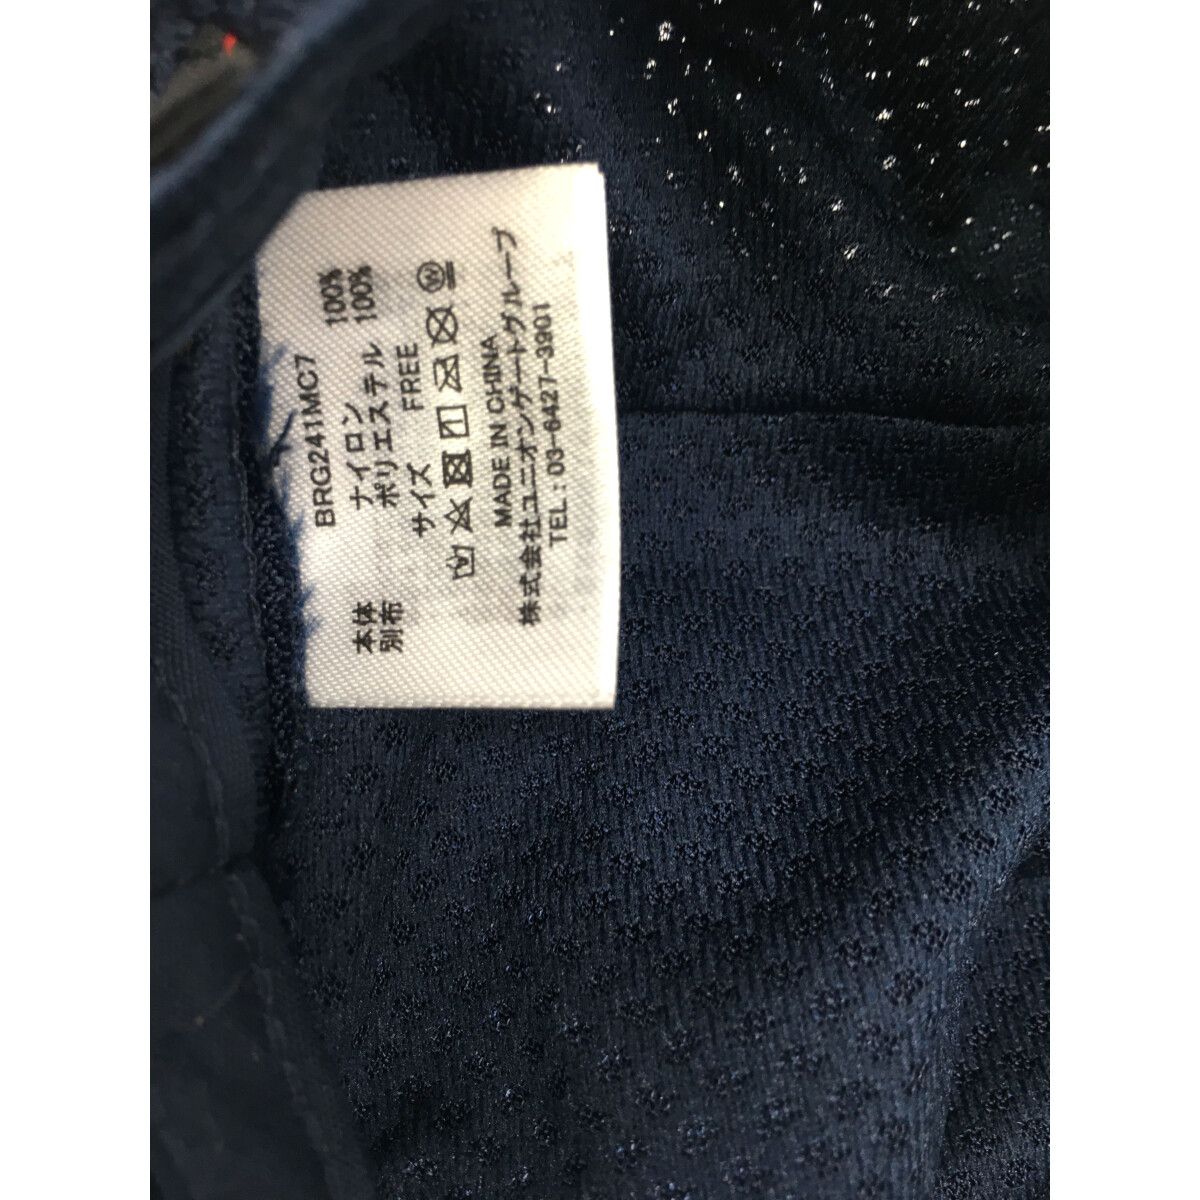 BRG241MC7
本体 ナイロン 100%
別布 ポリエステル 100%
サイズ FREE
MADE IN CHINA
株式会社ユニオンゲートグループ
TEL : 03-6427-3901